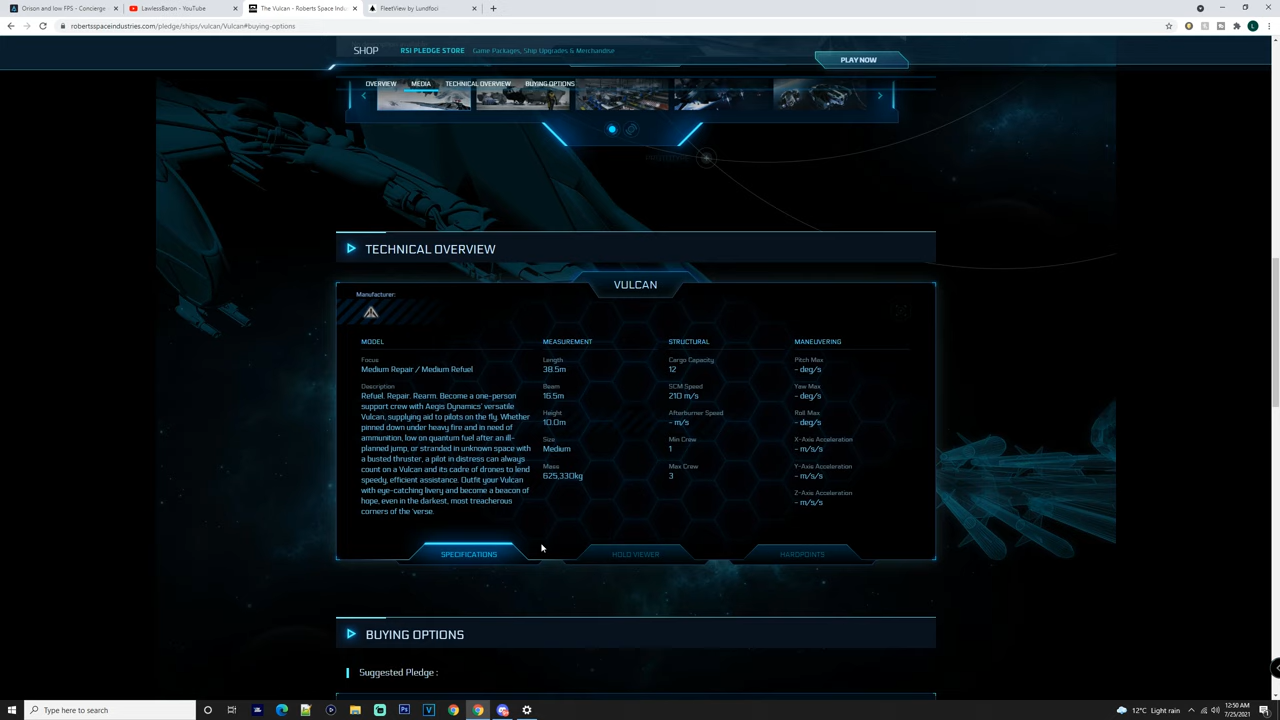 Orison and low FPS - Concierge
LawlessBaron - YouTube
The Vulcan - Roberts Space Indu
FleetView by Lundfoci
robertsspaceindustries.com/pledge/ships/vulcan/Vulcan#buying-options
L
SHOP
RSI PLEDGE STORE
Game Packages, Ship Upgrades & Merchandise
PLAY NOW
OVERVIEW
MEDIA
TECHNICAL OVERVIEW
BUYING OPTIONS
TECHNICAL OVERVIEW
VULCAN
Manufacturer:
MODEL
Focus
Medium Repair / Medium Refuel
Description
Refuel. Repair. Rearm. Become a one-person
support crew with Aegis Dynamics' versatile
Vulcan, supplying aid to pilots on the fly. Whether
pinned down under heavy fire and in need of
ammunition, low on quantum fuel after an ill-
planned jump, or stranded in unknown space with
a busted thruster, a pilot in distress can always
count on a Vulcan and its cadre of drones to lend
speedy, efficient assistance. Outfit your Vulcan
with eye-catching livery and become a beacon of
hope, even in the darkest, most treacherous
corners of the 'verse.
MEASUREMENT
Length
38.5m
Beam
16.5m
Height
10.0m
Size
Medium
Mass
625,330kg
STRUCTURAL
Cargo Capacity
12
SCM Speed
210 m/s
Afterburner Speed
- m/s
Min Crew
1
Max Crew
3
MANEUVERING
Pitch Max
- deg/s
Yaw Max
- deg/s
Roll Max
- deg/s
X-Axis Acceleration
- m/s/s
Y-Axis Acceleration
- m/s/s
Z-Axis Acceleration
- m/s/s
SPECIFICATIONS
HOLO VIEWER
HARDPOINTS
BUYING OPTIONS
Suggested Pledge :
Type here to search
12°C Light rain
12:50 AM
7/25/2021